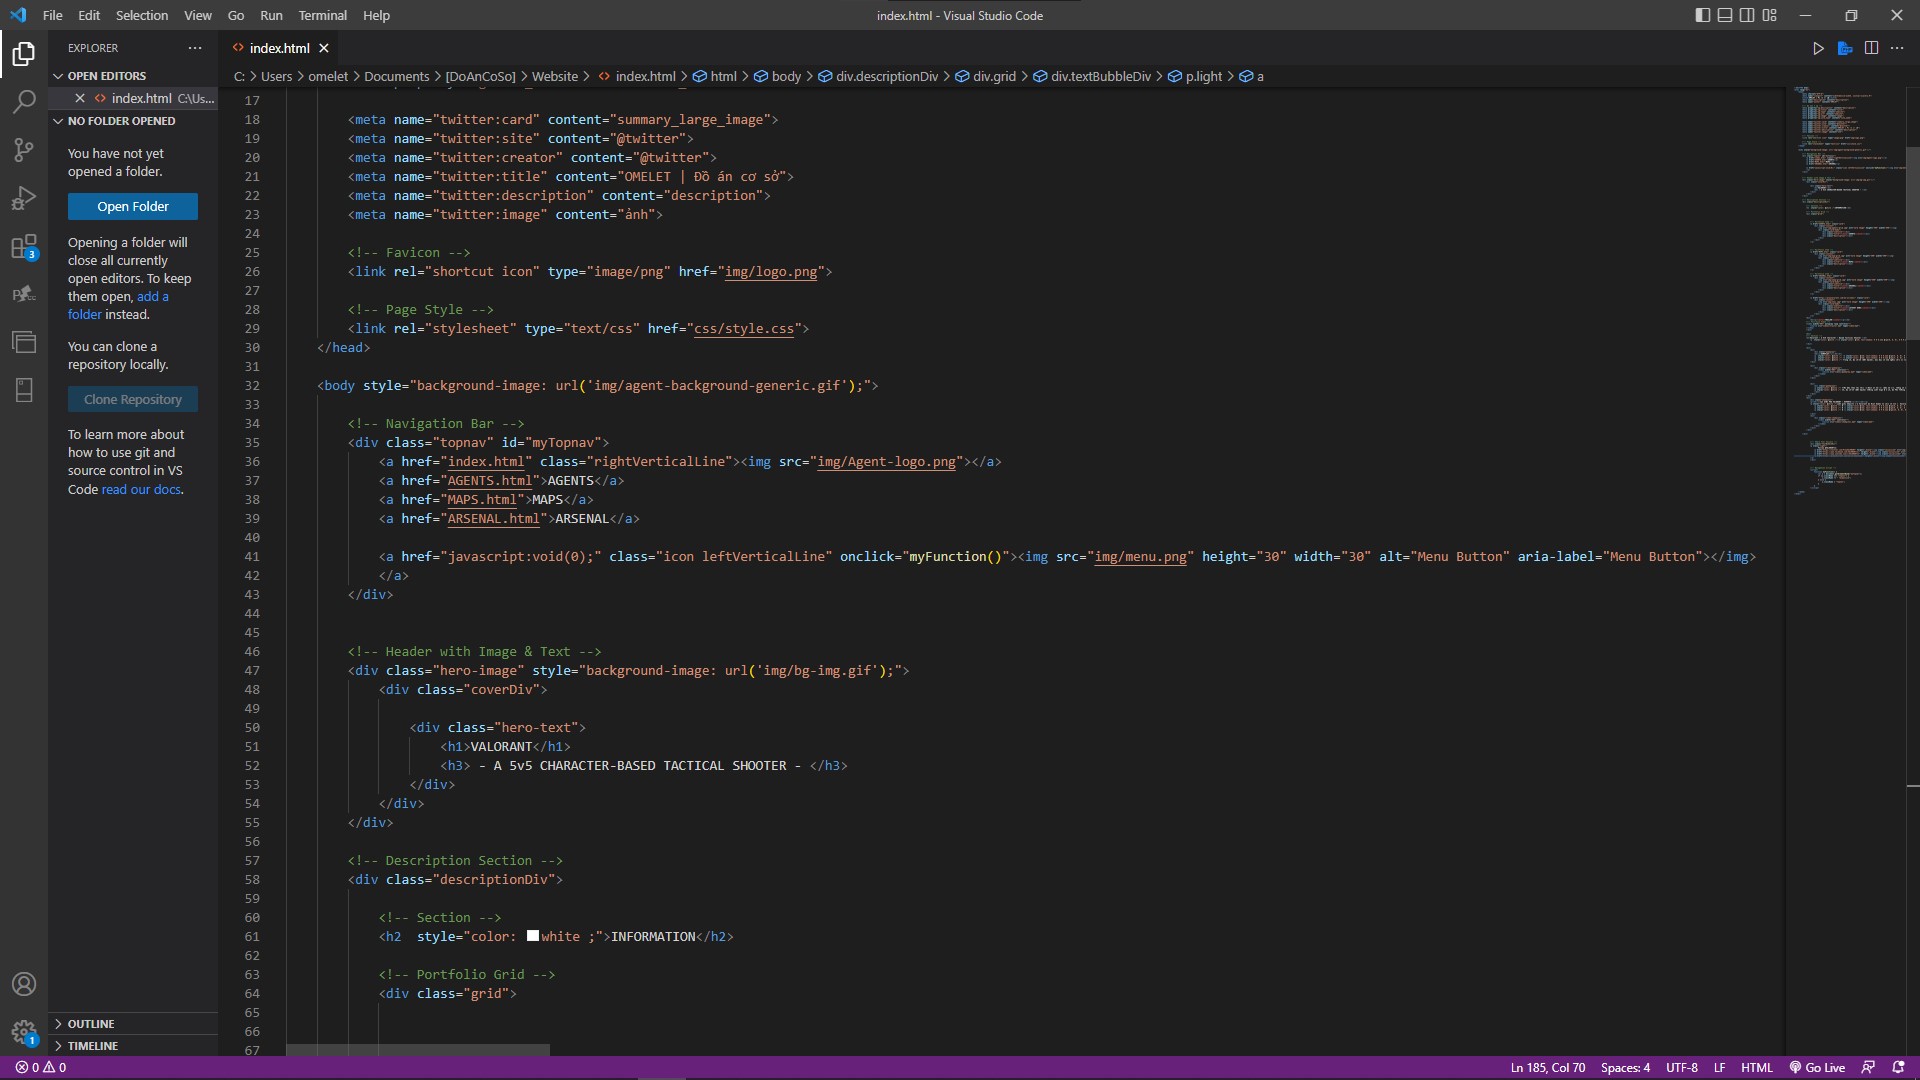 File Edit Selection View Go Run Terminal Help
index.html - Visual Studio Code
EXPLORER
index.html
OPEN EDITORS
index.html C:\Us...
NO FOLDER OPENED
You have not yet
opened a folder.
Open Folder
Opening a folder will
close all currently
open editors. To keep
them open, add a
folder instead.
You can clone a
repository locally.
Clone Repository
To learn more about
how to use git and
source control in VS
Code read our docs.
OUTLINE
TIMELINE
3
1
C: > Users > omelet > Documents > [DoAnCoSo] > Website > index.html > html > body > div.descriptionDiv > div.grid > div.textBubbleDiv > p.light > a
17
18 <meta name="twitter:card" content="summary_large_image">
19 <meta name="twitter:site" content="@twitter">
20 <meta name="twitter:creator" content="@twitter">
21 <meta name="twitter:title" content="OMELET | Đồ án cơ sở">
22 <meta name="twitter:description" content="description">
23 <meta name="twitter:image" content="ảnh">
24
25 <!-- Favicon -->
26 <link rel="shortcut icon" type="image/png" href="img/logo.png">
27
28 <!-- Page Style -->
29 <link rel="stylesheet" type="text/css" href="css/style.css">
30 </head>
31
32 <body style="background-image: url('img/agent-background-generic.gif');">
33
34 <!-- Navigation Bar -->
35 <div class="topnav" id="myTopnav">
36 <a href="index.html" class="rightVerticalLine"><img src="img/Agent-logo.png"></a>
37 <a href="AGENTS.html">AGENTS</a>
38 <a href="MAPS.html">MAPS</a>
39 <a href="ARSENAL.html">ARSENAL</a>
40
41 <a href="javascript:void(0);" class="icon leftVerticalLine" onclick="myFunction()"><img src="img/menu.png" height="30" width="30" alt="Menu Button" aria-label="Menu Button"></img>
42 </a>
43 </div>
44
45
46 <!-- Header with Image & Text -->
47 <div class="hero-image" style="background-image: url('img/bg-img.gif');">
48 <div class="coverDiv">
49
50 <div class="hero-text">
51 <h1>VALORANT</h1>
52 <h3> - A 5v5 CHARACTER-BASED TACTICAL SHOOTER - </h3>
53 </div>
54 </div>
55 </div>
56
57 <!-- Description Section -->
58 <div class="descriptionDiv">
59
60 <!-- Section -->
61 <h2  style="color: white ;">INFORMATION</h2>
62
63 <!-- Portfolio Grid -->
64 <div class="grid">
65
66
67
0 0
Ln 185, Col 70 Spaces: 4 UTF-8 LF HTML Go Live